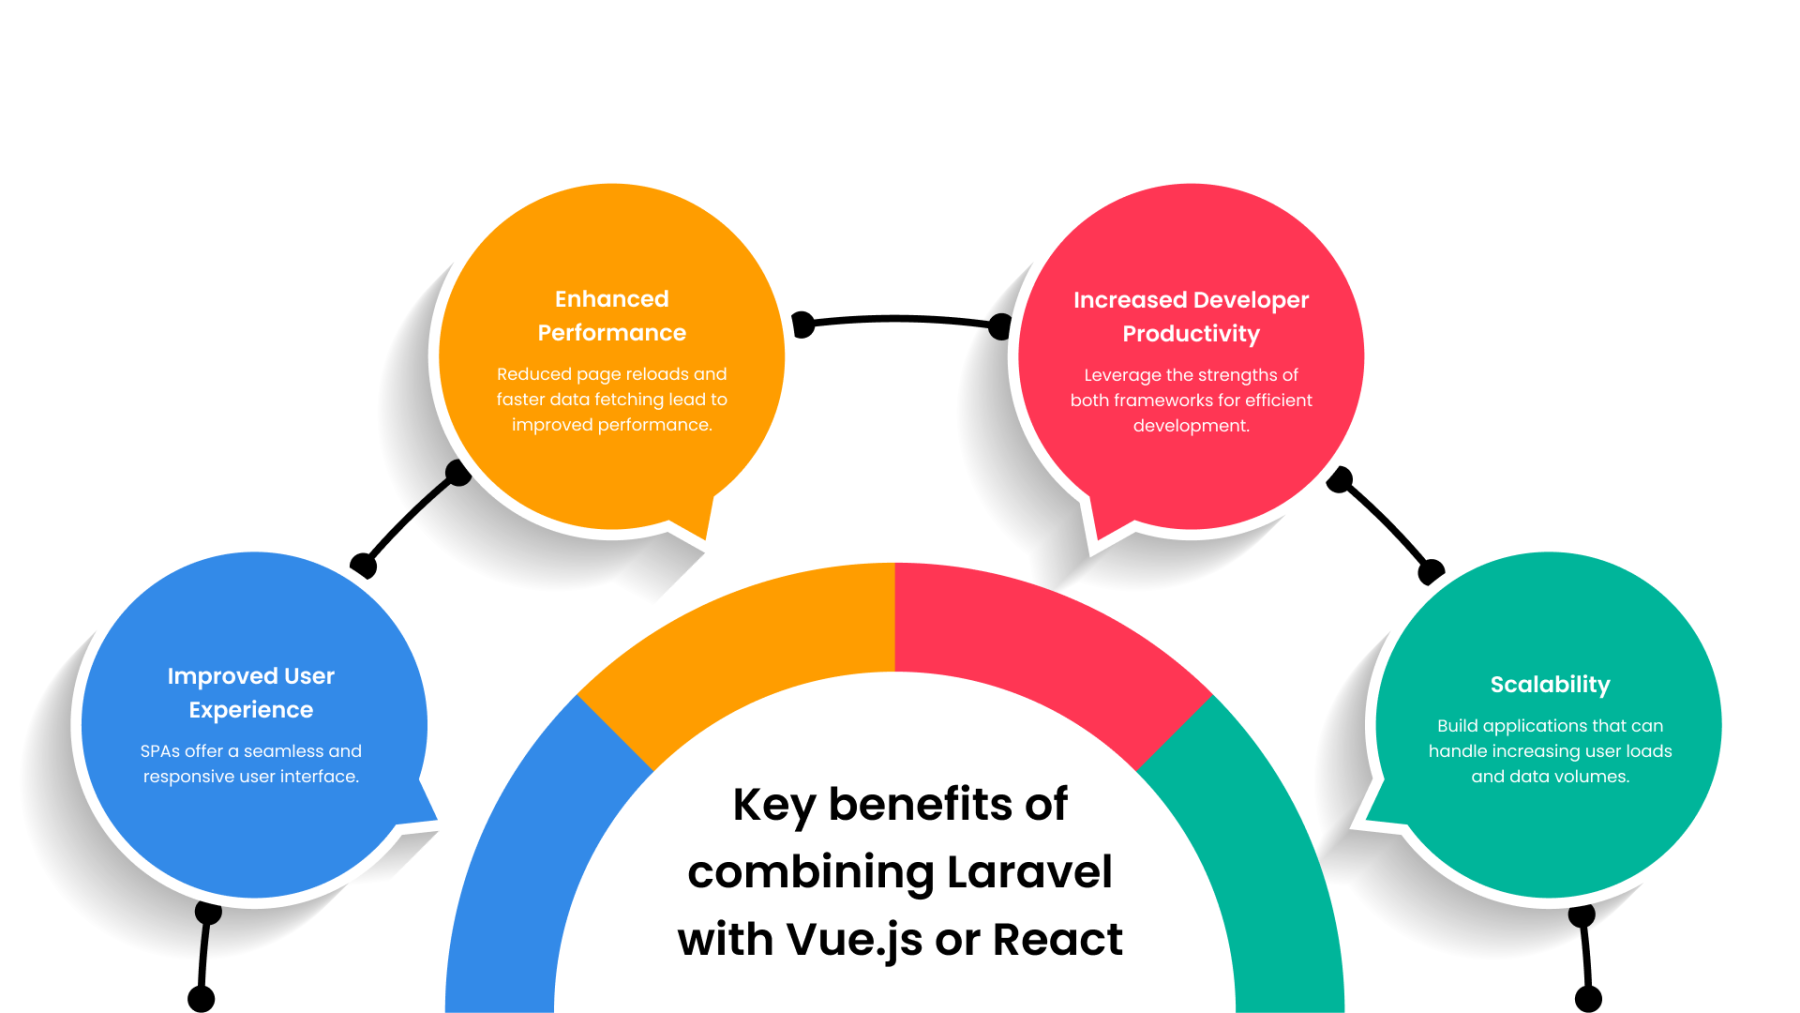 Enhanced
Performance
Reduced page reloads and
faster data fetching lead to
improved performance.
Increased Developer
Productivity
Leverage the strengths of
both frameworks for efficient
development.
Improved User
Experience
SPAs offer a seamless and
responsive user interface.
Scalability
Build applications that can
handle increasing user loads
and data volumes.
Key benefits of
combining Laravel
with Vue.js or React